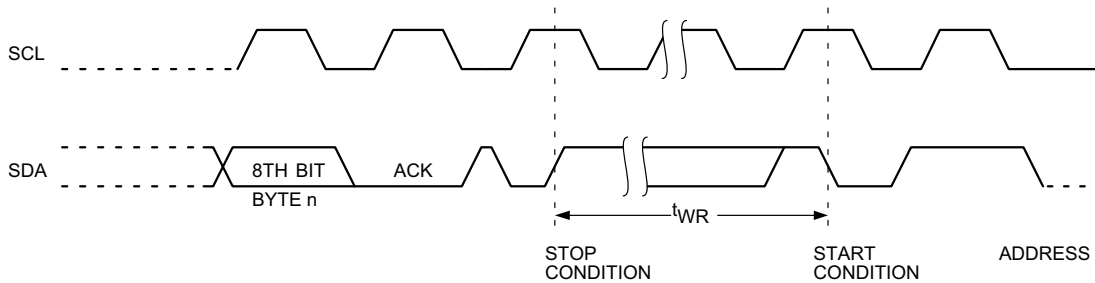 SCL
SDA
8TH BIT
ACK
BYTE n
tWR
STOP
CONDITION
START
CONDITION
ADDRESS